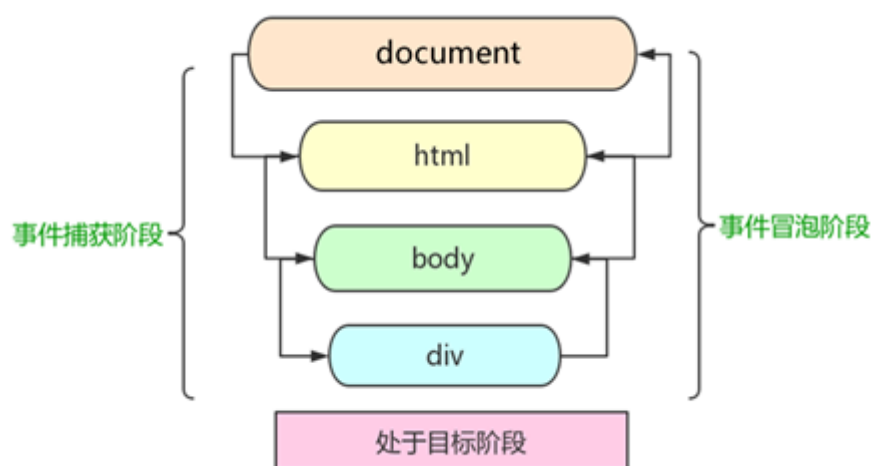 document
html
事件捕获阶段
事件冒泡阶段
body
div
处于目标阶段